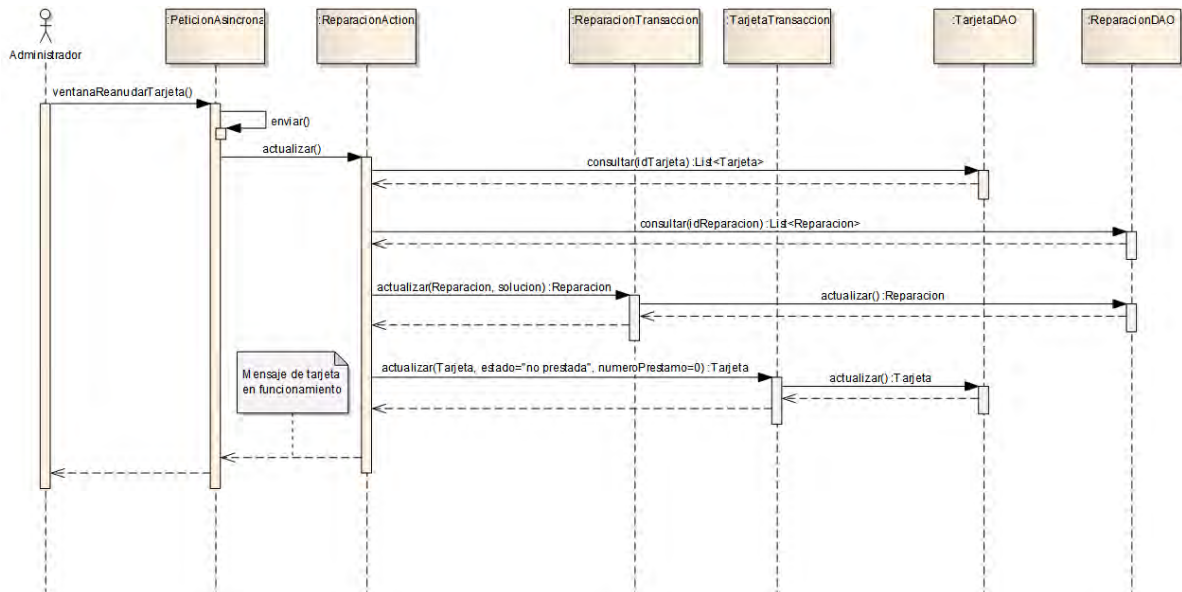 :PeticionAsincrona
:ReparacionAction
:ReparacionTransaccion
:TarjetaTransaccion
:TarjetaDAO
:ReparacionDAO
Administrador
ventanaReanudarTarjeta()
enviar()
actualizar()
consultar(idTarjeta) :List<Tarjeta>
consultar(idReparacion) :List<Reparacion>
actualizar(Reparacion, solucion) :Reparacion
actualizar() :Reparacion
Mensaje de tarjeta
en funcionamiento
actualizar(Tarjeta, estado="no prestada", numeroPrestamo=0) :Tarjeta
actualizar() :Tarjeta